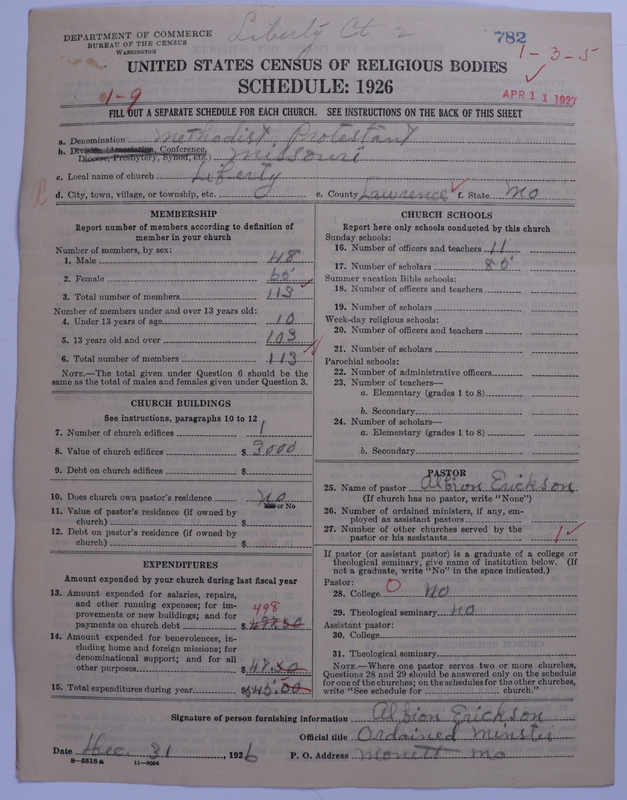 DEPARTMENT OF COMMERCE
BUREAU OF THE CENSUS
WASHINGTON
Liberty Ct 2
782
1-3-5
UNITED STATES CENSUS OF RELIGIOUS BODIES
SCHEDULE: 1926
1-9
APR 11 1927
FILL OUT A SEPARATE SCHEDULE FOR EACH CHURCH. SEE INSTRUCTIONS ON THE BACK OF THIS SHEET
a. Denomination Methodist Protestant
b. Division (Association, Conference, Diocese, Presbytery, Synod, etc.) Missouri
c. Local name of church Liberty
d. City, town, village, or township, etc. e. County Lawrence f. State Mo
MEMBERSHIP
Report number of members according to definition of
member in your church
Number of members, by sex:
1. Male 48
2. Female 65
3. Total number of members 113
Number of members under and over 13 years old:
4. Under 13 years of age 10
5. 13 years old and over 103
6. Total number of members 113
NOTE.—The total given under Question 6 should be the
same as the total of males and females given under Question 3.
CHURCH BUILDINGS
See instructions, paragraphs 10 to 12
7. Number of church edifices 1
8. Value of church edifices $ 3000
9. Debt on church edifices $
10. Does church own pastor's residence No
Yes or No
11. Value of pastor's residence (if owned by
church) $
12. Debt on pastor's residence (if owned by
church) $
EXPENDITURES
Amount expended by your church during last fiscal year
13. Amount expended for salaries, repairs,
and other running expenses; for im-
provements or new buildings; and for
498
payments on church debt $ 497.50
14. Amount expended for benevolences, in-
cluding home and foreign missions; for
denominational support; and for all
other purposes $ 47.50
15. Total expenditures during year $ 545.00
CHURCH SCHOOLS
Report here only schools conducted by this church
Sunday schools:
16. Number of officers and teachers 11
17. Number of scholars 85
Summer vacation Bible schools:
18. Number of officers and teachers
19. Number of scholars
Week-day religious schools:
20. Number of officers and teachers
21. Number of scholars
Parochial schools:
22. Number of administrative officers
23. Number of teachers—
a. Elementary (grades 1 to 8)
b. Secondary
24. Number of scholars—
a. Elementary (grades 1 to 8)
b. Secondary
PASTOR
25. Name of pastor Albion Erickson
(If church has no pastor, write "None")
26. Number of ordained ministers, if any, em-
ployed as assistant pastors
27. Number of other churches served by the
pastor or his assistants 1
If pastor (or assistant pastor) is a graduate of a college or
theological seminary, give name of institution below. (If
not a graduate, write "No" in the space indicated.)
Pastor:
28. College 0 No
29. Theological seminary No
Assistant pastor:
30. College
31. Theological seminary
NOTE.—Where one pastor serves two or more churches,
Questions 28 and 29 should be answered only on the schedule
for one of the churches; on the schedules for the other churches,
write "See schedule for church."
Signature of person furnishing information Albion Erickson
Official title Ordained Minster
Date Dec. 31, 1926 P. O. Address Monett Mo
8-5518a 11-9054